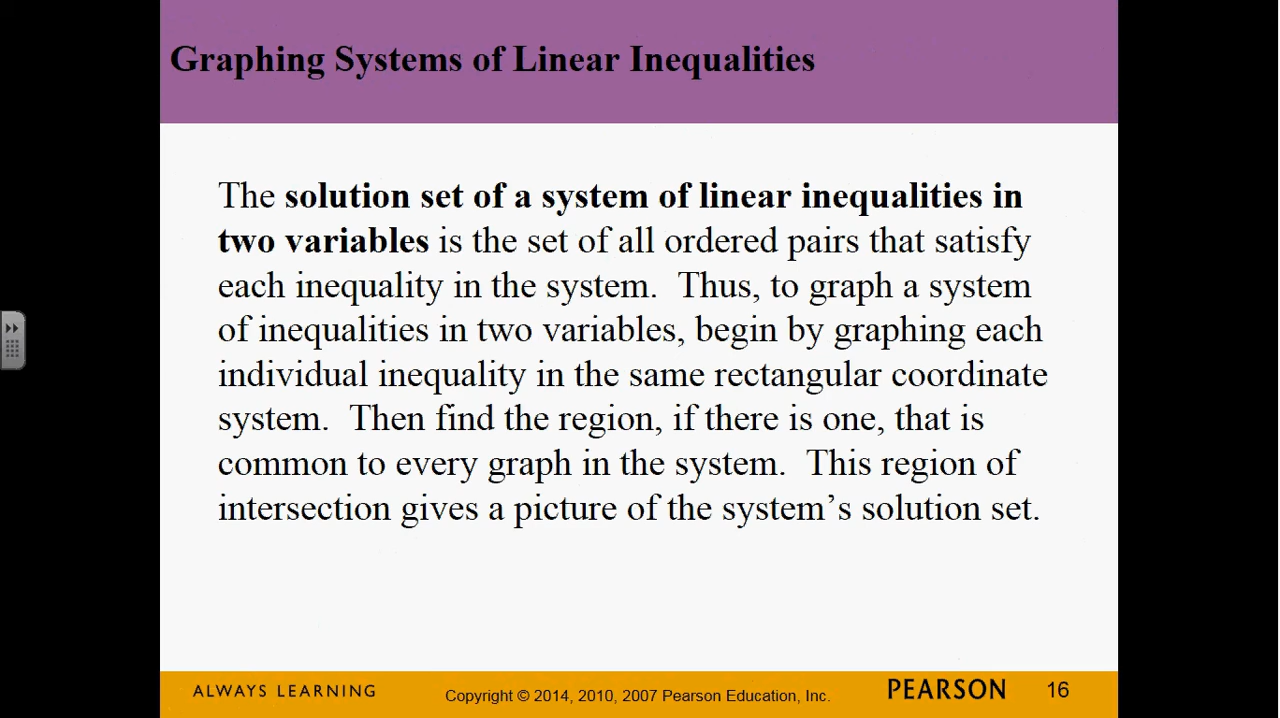 Graphing Systems of Linear Inequalities
The solution set of a system of linear inequalities in
two variables is the set of all ordered pairs that satisfy
each inequality in the system.  Thus, to graph a system
of inequalities in two variables, begin by graphing each
individual inequality in the same rectangular coordinate
system.  Then find the region, if there is one, that is
common to every graph in the system.  This region of
intersection gives a picture of the system’s solution set.
ALWAYS LEARNING
Copyright © 2014, 2010, 2007 Pearson Education, Inc.
PEARSON
16